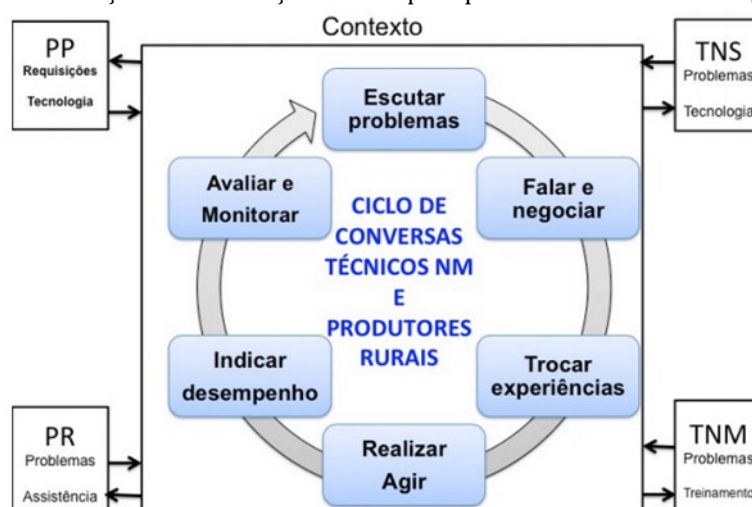 Contexto
PP
Requisições
Tecnologia
TNS
Problemas
Tecnologia
Escutar
problemas
Falar e
negociar
Trocar
experiências
Realizar
Agir
Indicar
desempenho
Avaliar e
Monitorar
CICLO DE
CONVERSAS
TÉCNICOS NM
E
PRODUTORES
RURAIS
PR
Problemas
Assistência
TNM
Problemas
Treinamento